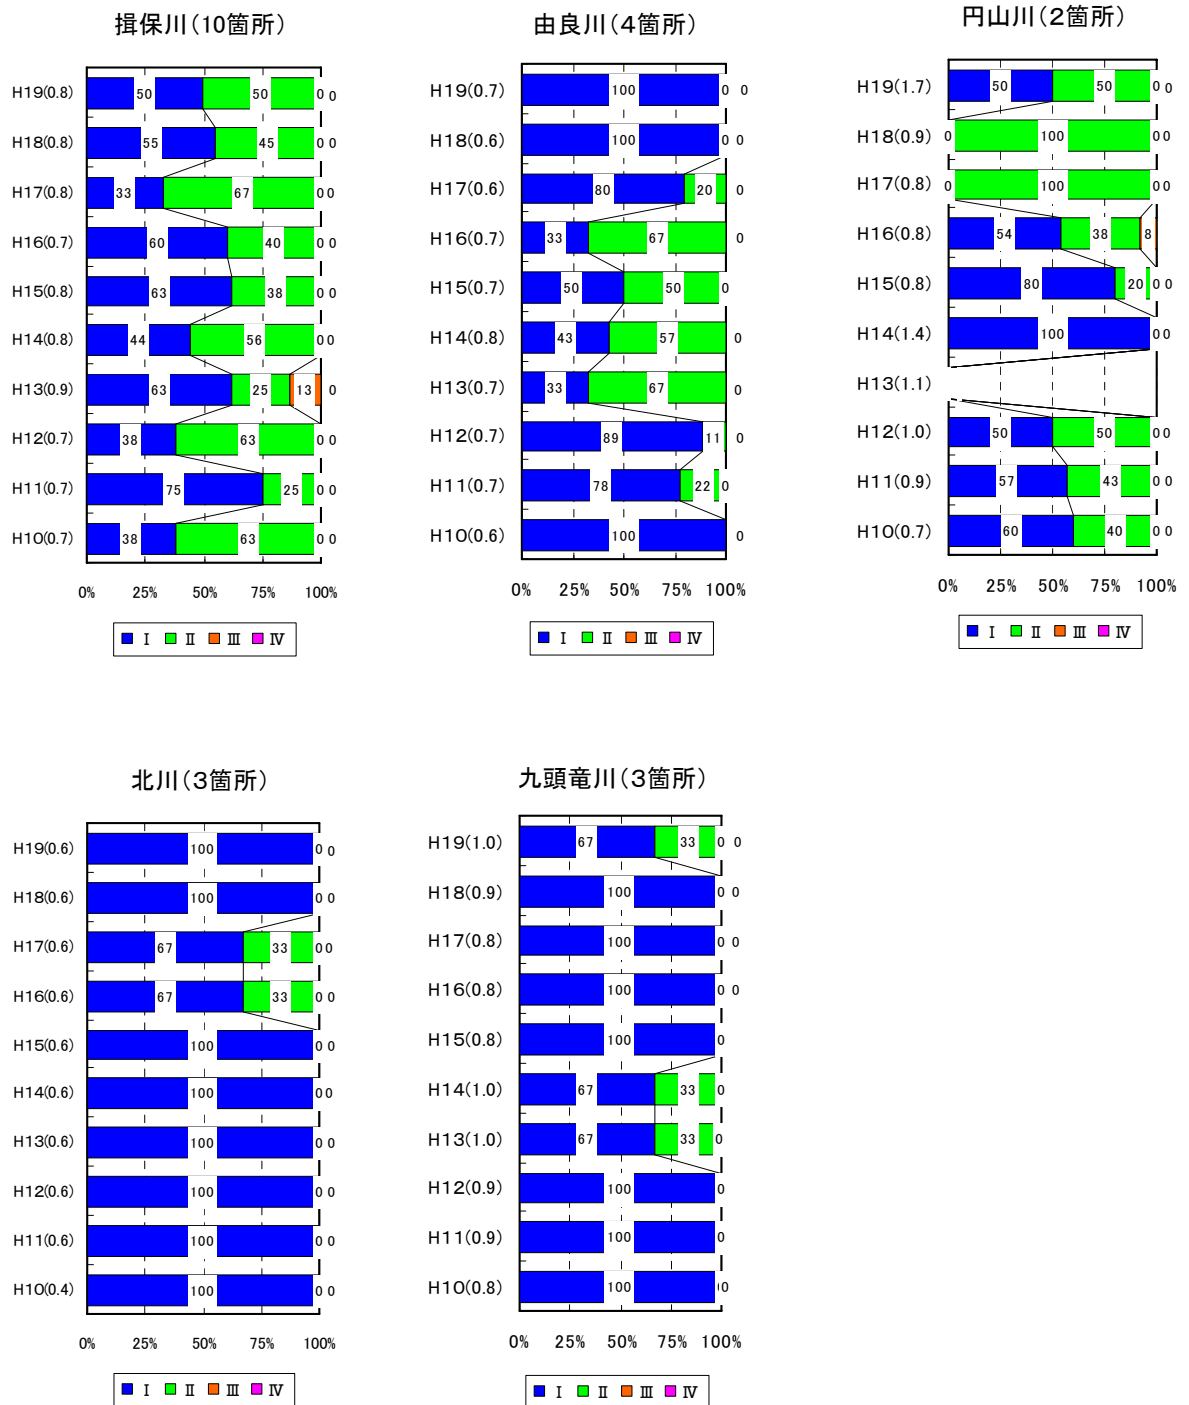 揖保川(10箇所)
H19(0.8) 50 50 0 0
H18(0.8) 55 45 0 0
H17(0.8) 33 67 0 0
H16(0.7) 60 40 0 0
H15(0.8) 63 38 0 0
H14(0.8) 44 56 0 0
H13(0.9) 63 25 13 0
H12(0.7) 38 63 0 0
H11(0.7) 75 25 0 0
H10(0.7) 38 63 0 0
0% 25% 50% 75% 100%
Ⅰ Ⅱ Ⅲ Ⅳ
由良川(4箇所)
H19(0.7) 100 0 0
H18(0.6) 100 0 0
H17(0.6) 80 20 0
H16(0.7) 33 67 0
H15(0.7) 50 50 0
H14(0.8) 43 57 0
H13(0.7) 33 67 0
H12(0.7) 89 11 0
H11(0.7) 78 22 0
H10(0.6) 100 0
0% 25% 50% 75% 100%
Ⅰ Ⅱ Ⅲ Ⅳ
円山川(2箇所)
H19(1.7) 50 50 0 0
H18(0.9) 0 100 0 0
H17(0.8) 0 100 0 0
H16(0.8) 54 38 8
H15(0.8) 80 20 0 0
H14(1.4) 100 0 0
H13(1.1)
H12(1.0) 50 50 0 0
H11(0.9) 57 43 0 0
H10(0.7) 60 40 0 0
0% 25% 50% 75% 100%
Ⅰ Ⅱ Ⅲ Ⅳ
北川(3箇所)
H19(0.6) 100 0 0
H18(0.6) 100 0 0
H17(0.6) 67 33 0 0
H16(0.6) 67 33 0 0
H15(0.6) 100 0 0
H14(0.6) 100 0 0
H13(0.6) 100 0 0
H12(0.6) 100 0 0
H11(0.6) 100 0 0
H10(0.4) 100 0 0
0% 25% 50% 75% 100%
Ⅰ Ⅱ Ⅲ Ⅳ
九頭竜川(3箇所)
H19(1.0) 67 33 0 0
H18(0.9) 100 0 0
H17(0.8) 100 0 0
H16(0.8) 100 0 0
H15(0.8) 100 0
H14(1.0) 67 33 0
H13(1.0) 67 33 0
H12(0.9) 100 0
H11(0.9) 100 0
H10(0.8) 100 0
0% 25% 50% 75% 100%
Ⅰ Ⅱ Ⅲ Ⅳ